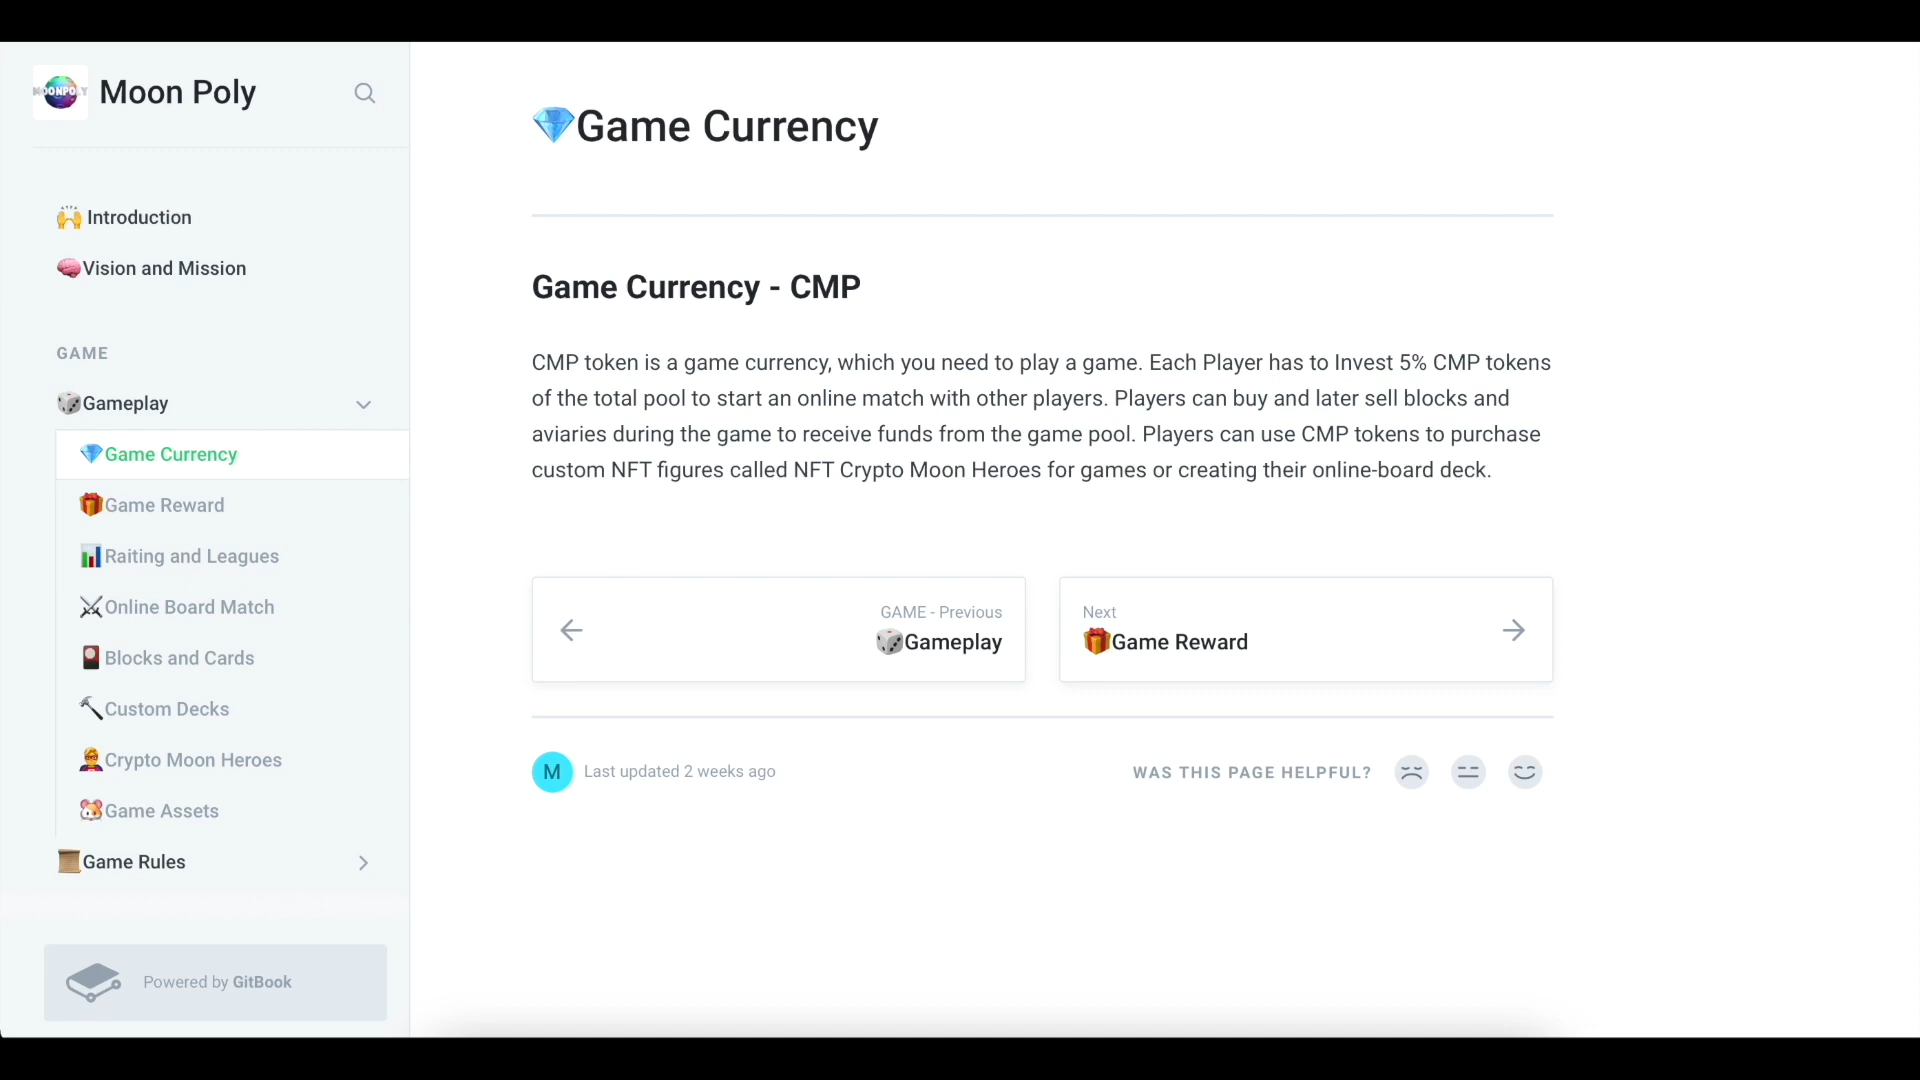 MOONPOLY
Moon Poly
Introduction
Vision and Mission
GAME
Gameplay
Game Currency
Game Reward
Raiting and Leagues
Online Board Match
Blocks and Cards
Custom Decks
Crypto Moon Heroes
Game Assets
Game Rules
Powered by GitBook
Game Currency
Game Currency - CMP
CMP token is a game currency, which you need to play a game. Each Player has to Invest 5% CMP tokens
of the total pool to start an online match with other players. Players can buy and later sell blocks and
aviaries during the game to receive funds from the game pool. Players can use CMP tokens to purchase
custom NFT figures called NFT Crypto Moon Heroes for games or creating their online-board deck.
GAME - Previous
Gameplay
Next
Game Reward
M
Last updated 2 weeks ago
WAS THIS PAGE HELPFUL?